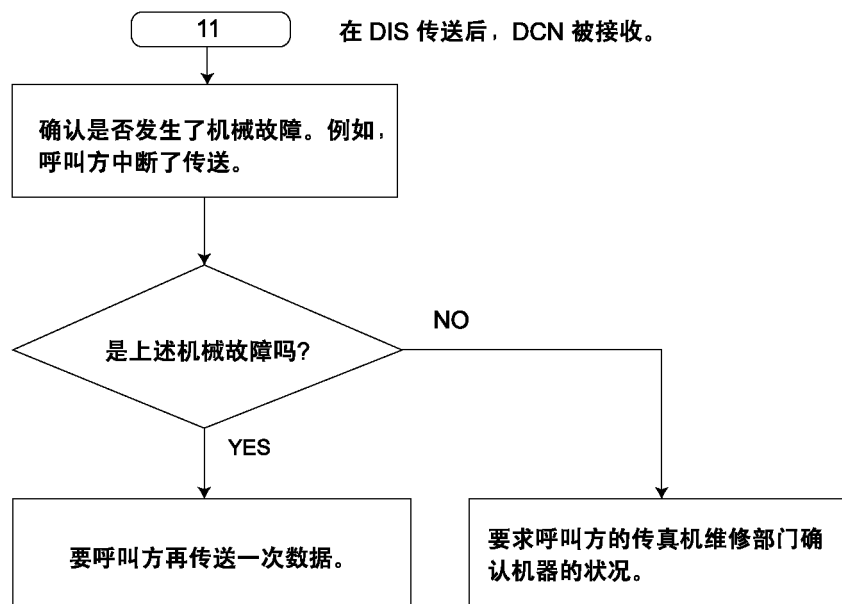 11
在 DIS 传送后，DCN 被接收。
确认是否发生了机械故障。例如，
呼叫方中断了传送。
是上述机械故障吗?
NO
YES
要呼叫方再传送一次数据。
要求呼叫方的传真机维修部门确
认机器的状况。